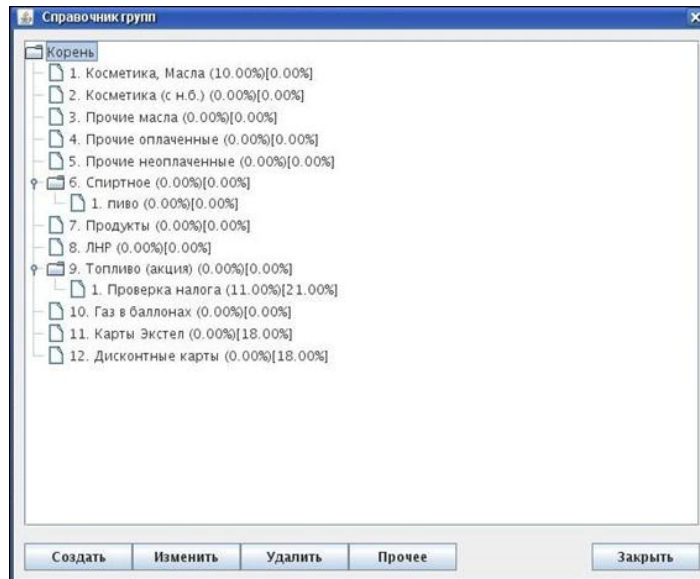 Справочник групп
Корень
1. Косметика, Масла (10.00%)[0.00%]
2. Косметика (с н.б.) (0.00%)[0.00%]
3. Прочие масла (0.00%)[0.00%]
4. Прочие оплаченные (0.00%)[0.00%]
5. Прочие неоплаченные (0.00%)[0.00%]
6. Спиртное (0.00%)[0.00%]
1. пиво (0.00%)[0.00%]
7. Продукты (0.00%)[0.00%]
8. ЛНР (0.00%)[0.00%]
9. Топливо (акция) (0.00%)[0.00%]
1. Проверка налога (11.00%)[21.00%]
10. Газ в баллонах (0.00%)[0.00%]
11. Карты Экстел (0.00%)[18.00%]
12. Дисконтные карты (0.00%)[18.00%]
Создать Изменить Удалить Прочее Закрыть